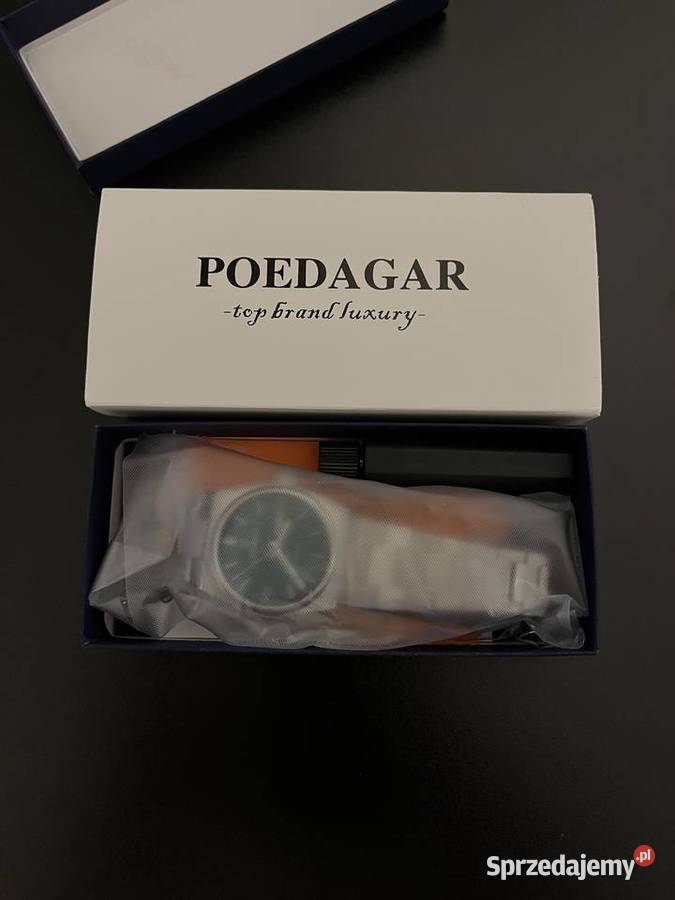 POEDAGAR
-top brand luxury-
Sprzedajemy.pl